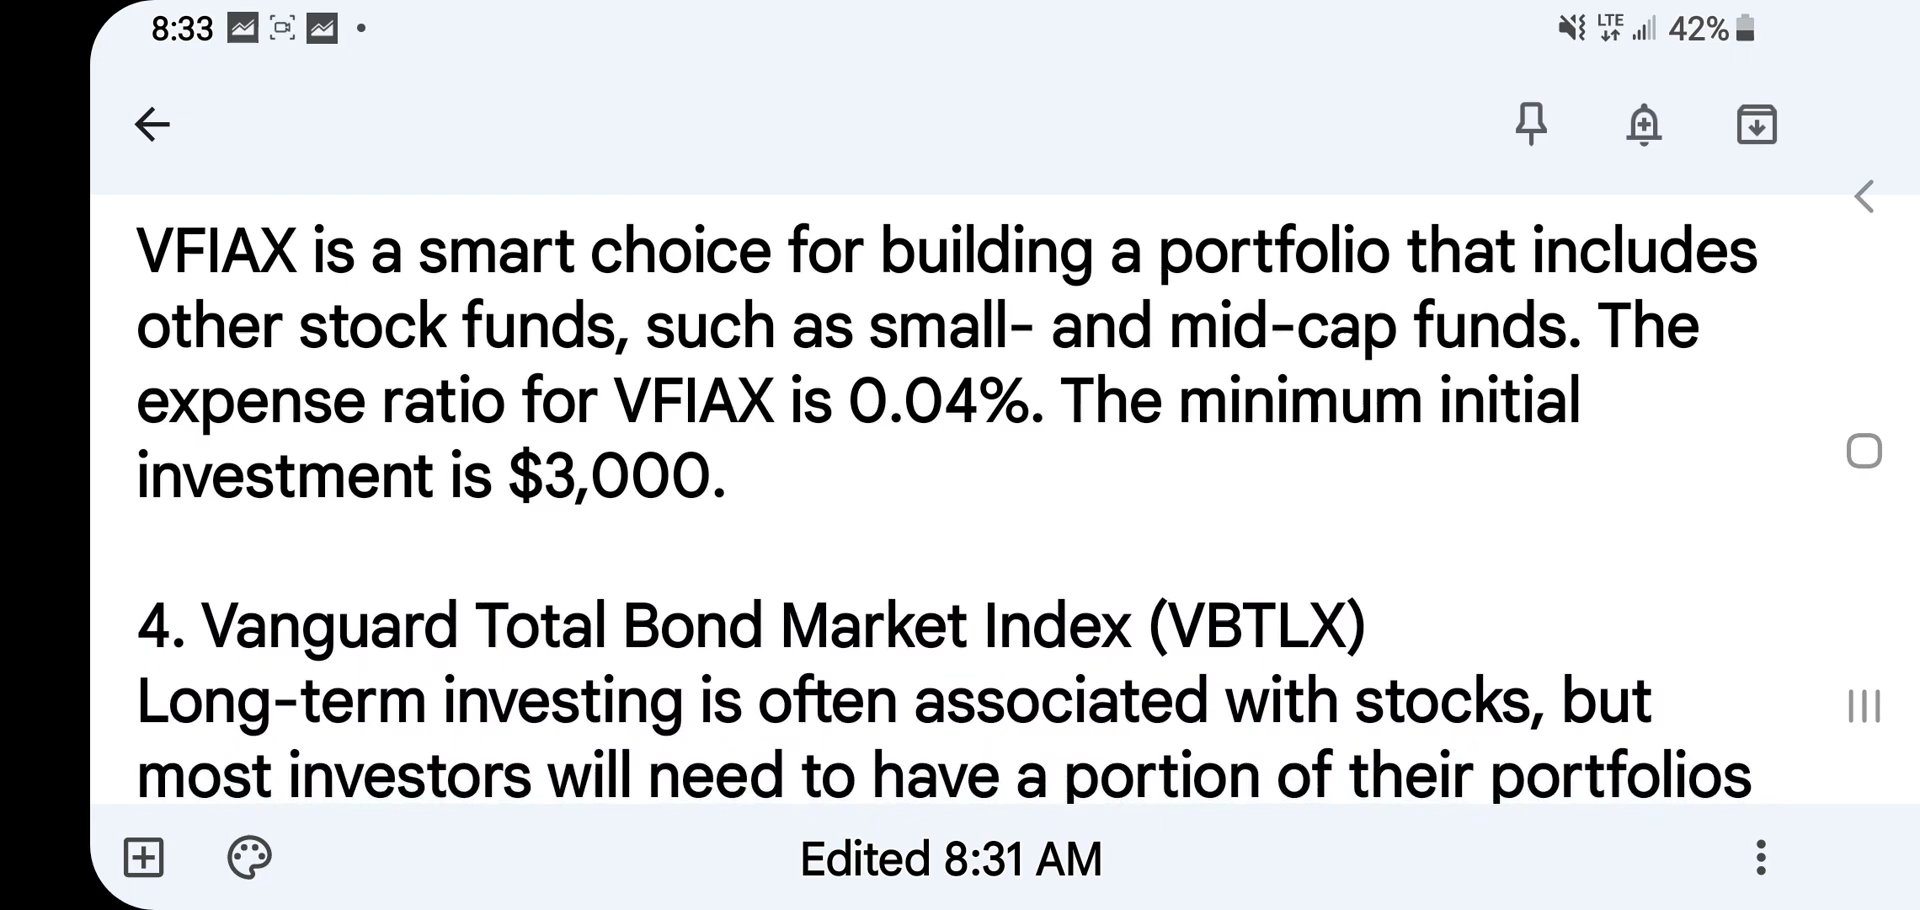 8:33
LTE 42%
VFIAX is a smart choice for building a portfolio that includes
other stock funds, such as small- and mid-cap funds. The
expense ratio for VFIAX is 0.04%. The minimum initial
investment is $3,000.
4. Vanguard Total Bond Market Index (VBTLX)
Long-term investing is often associated with stocks, but
most investors will need to have a portion of their portfolios
Edited 8:31 AM